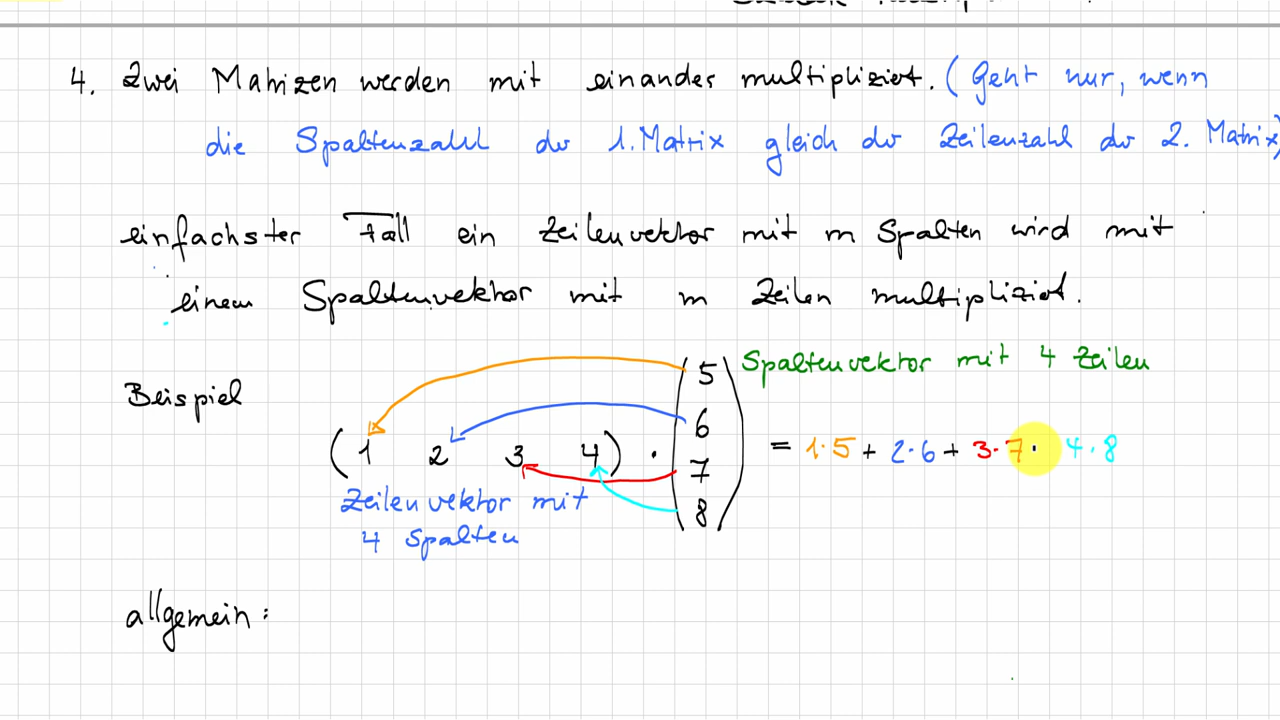 4. Zwei Matrizen werden mit einander multipliziert. (Geht nur, wenn
die Spaltenzahl der 1. Matrix gleich der Zeilenzahl der 2. Matrix)
einfachster Fall ein Zeilenvektor mit m Spalten wird mit
einem Spaltenvektor mit m Zeilen multipliziert.
Spaltenvektor mit 4 Zeilen
Beispiel
(1 2 3 4) · (5 6 7 8) = 1·5 + 2·6 + 3·7 · 4·8
Zeilenvektor mit
4 Spalten
allgemein: